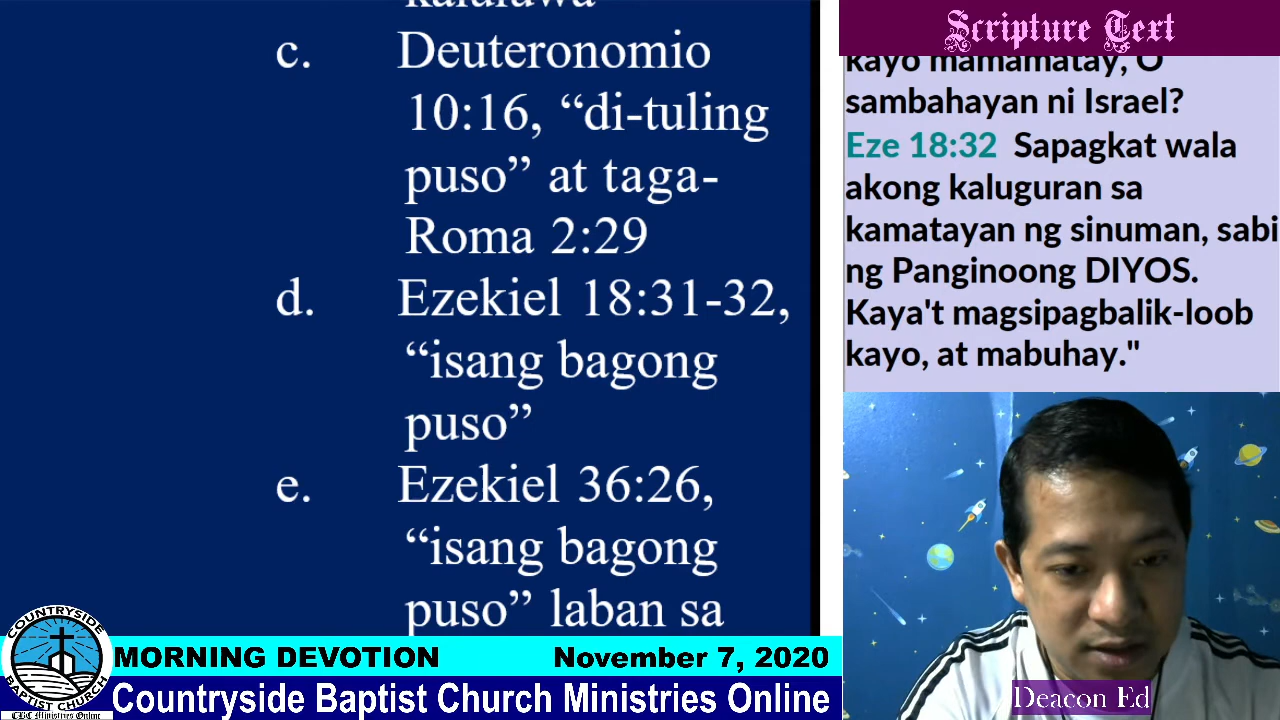 c. Deuteronomio
10:16, “di-tuling
puso” at taga-
Roma 2:29
d. Ezekiel 18:31-32,
“isang bagong
puso”
e. Ezekiel 36:26,
“isang bagong
puso” laban sa
Scripture Text
kayo mamamatay, O
sambahayan ni Israel?
Eze 18:32 Sapagkat wala
akong kaluguran sa
kamatayan ng sinuman, sabi
ng Panginoong DIYOS.
Kaya't magsipagbalik-loob
kayo, at mabuhay."
Deacon Ed
COUNTRYSIDE
BAPTIST CHURCH
CBC Ministries Online
MORNING DEVOTION November 7, 2020
Countryside Baptist Church Ministries Online